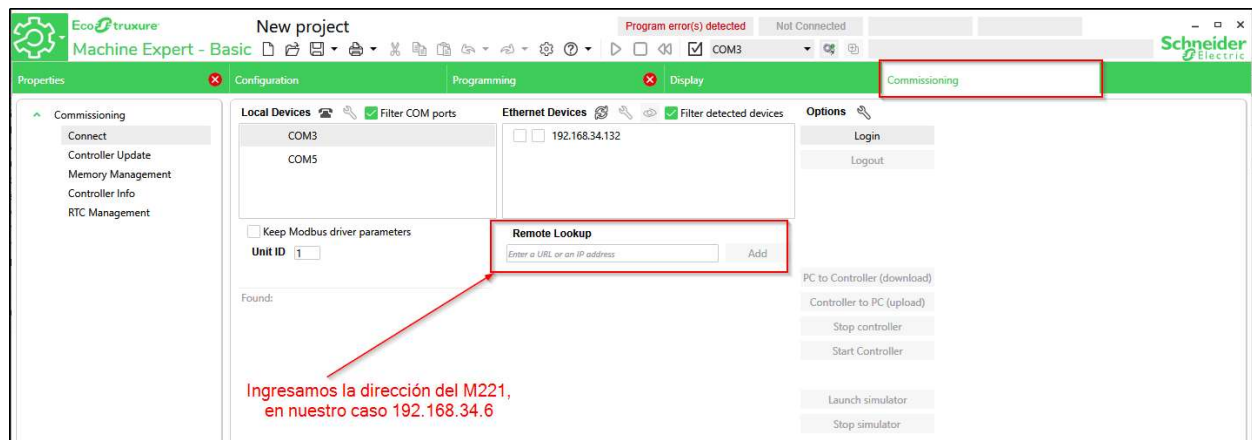 EcoStruxure
New project
Program error(s) detected
Not Connected
Machine Expert - Basic
COM3
Schneider
Electric
Properties
Configuration
Programming
Display
Commissioning
Commissioning
Connect
Controller Update
Memory Management
Controller Info
RTC Management
Local Devices
Filter COM ports
COM3
COM5
Keep Modbus driver parameters
Unit ID 1
Ethernet Devices
Filter detected devices
192.168.34.132
Remote Lookup
Enter a URL or an IP address
Add
Found:
Ingresamos la dirección del M221,
en nuestro caso 192.168.34.6
Options
Login
Logout
PC to Controller (download)
Controller to PC (upload)
Stop controller
Start Controller
Launch simulator
Stop simulator